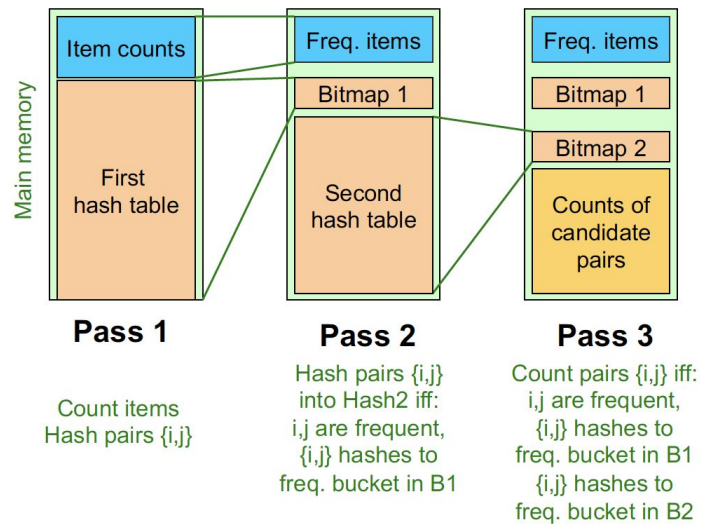 Main memory
Item counts
First
hash table
Pass 1
Count items
Hash pairs {i,j}
Freq. items
Bitmap 1
Second
hash table
Pass 2
Hash pairs {i,j}
into Hash2 iff:
i,j are frequent,
{i,j} hashes to
freq. bucket in B1
Freq. items
Bitmap 1
Bitmap 2
Counts of
candidate
pairs
Pass 3
Count pairs {i,j} iff:
i,j are frequent,
{i,j} hashes to
freq. bucket in B1
{i,j} hashes to
freq. bucket in B2